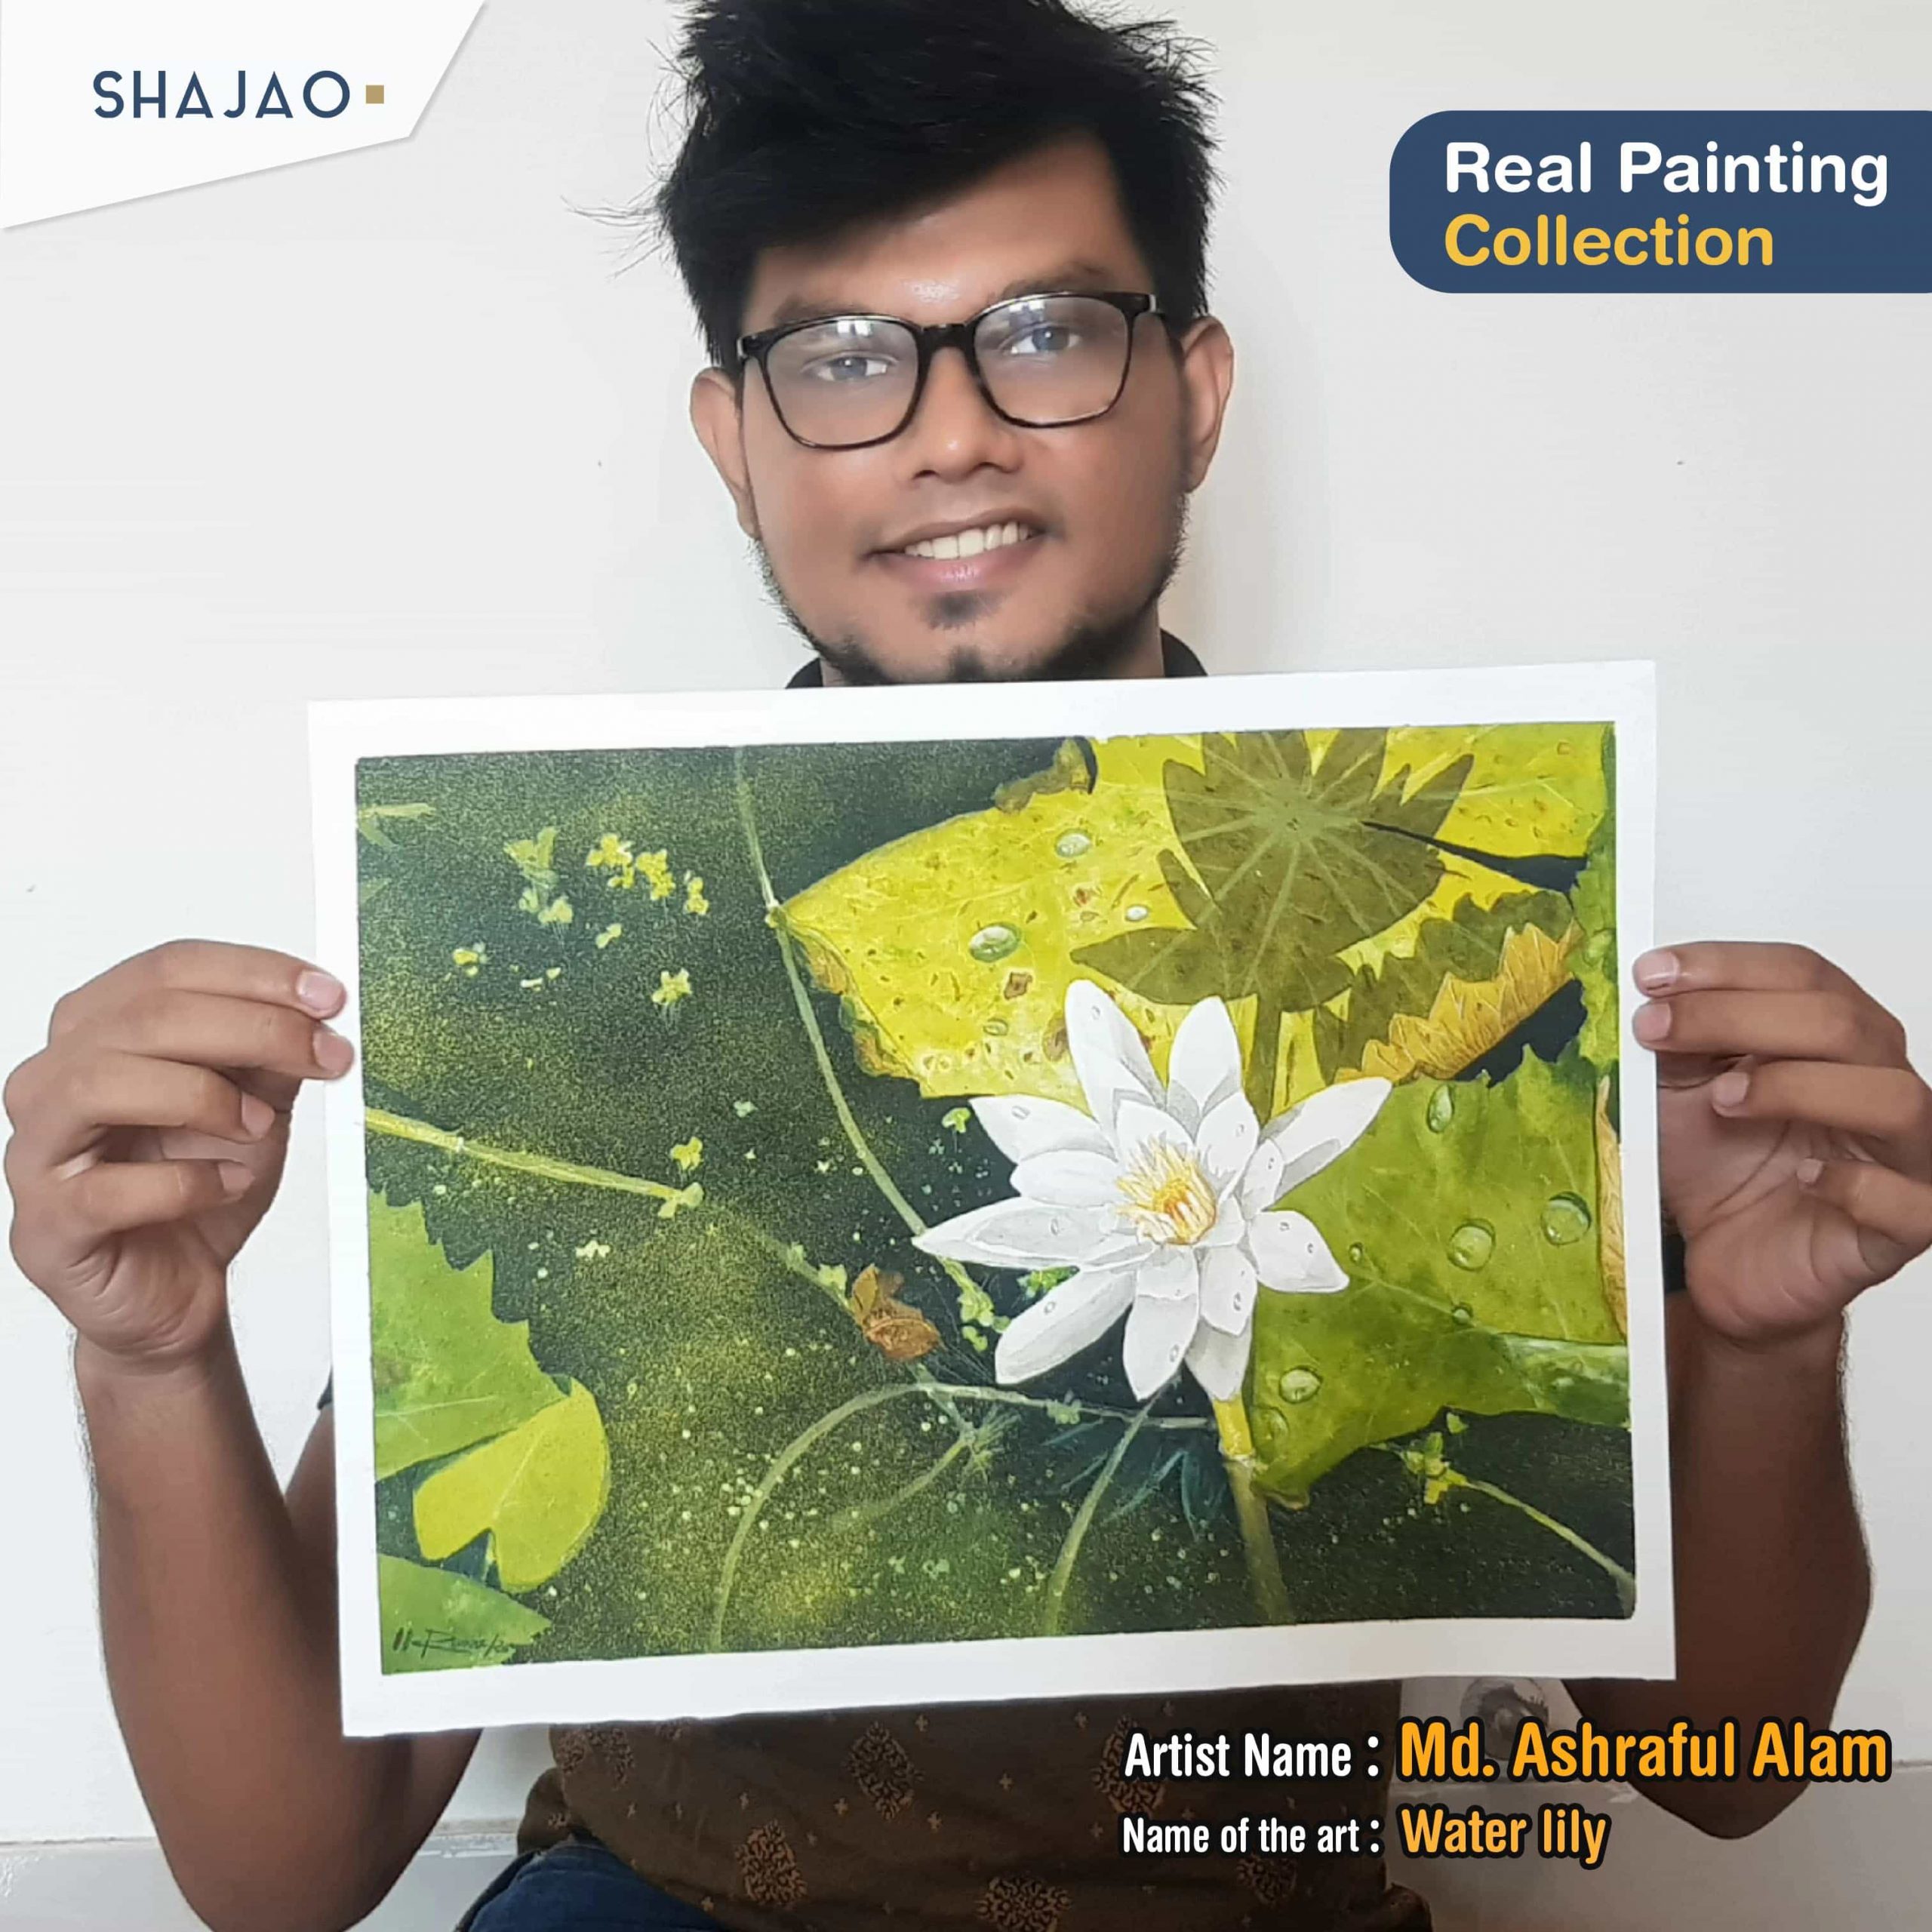 SHAJAO
Real Painting
Collection
Artist Name : Md. Ashraful Alam
Name of the art : Water lily